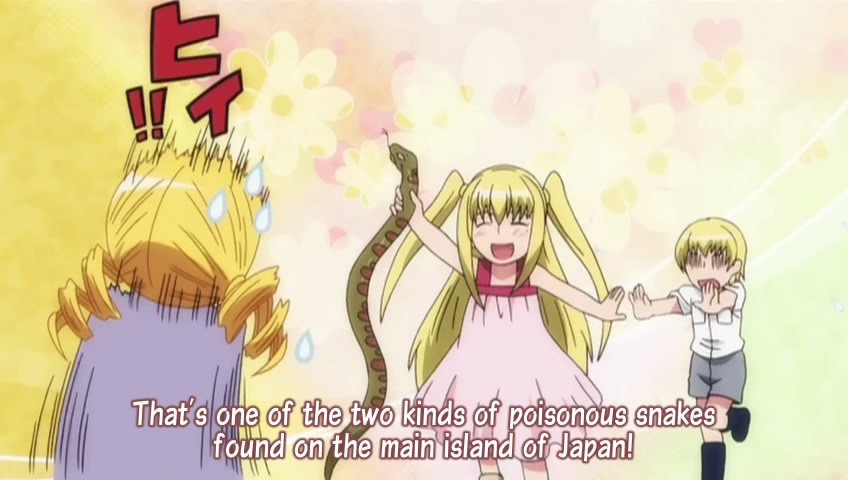 ヒィ!!
That's one of the two kinds of poisonous snakes
found on the main island of Japan!